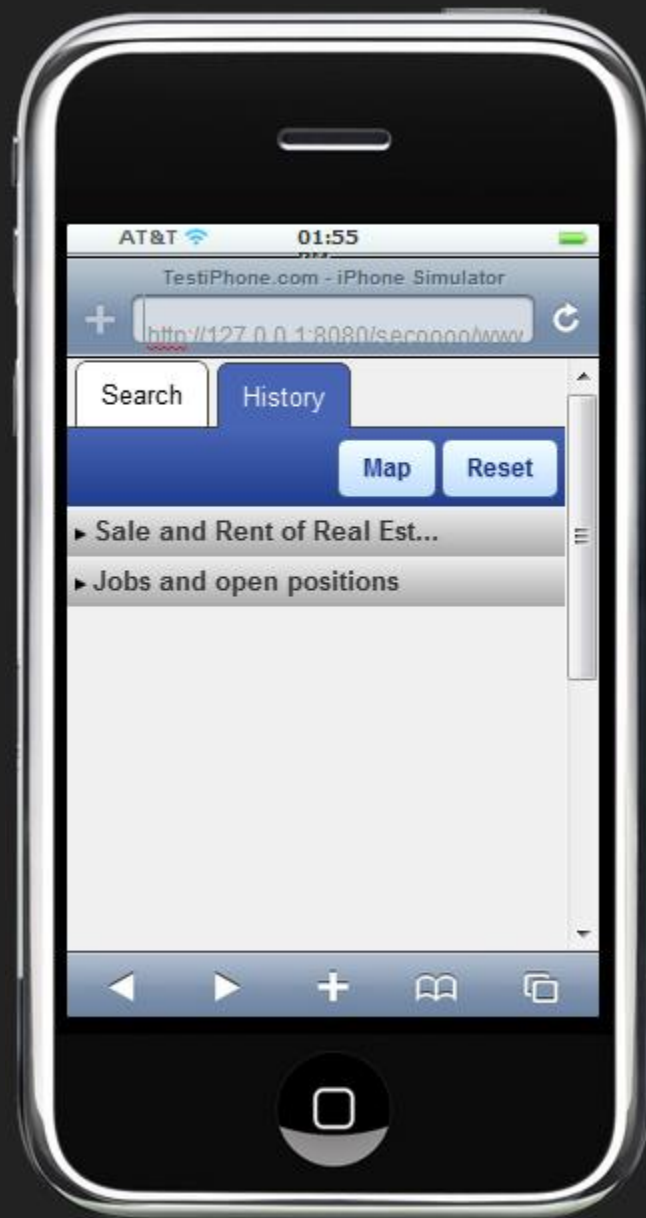 AT&T 01:55
TestiPhone.com - iPhone Simulator
http://127.0.0.1:8080/secoooo/www
Search History
Map Reset
▸ Sale and Rent of Real Est...
▸ Jobs and open positions